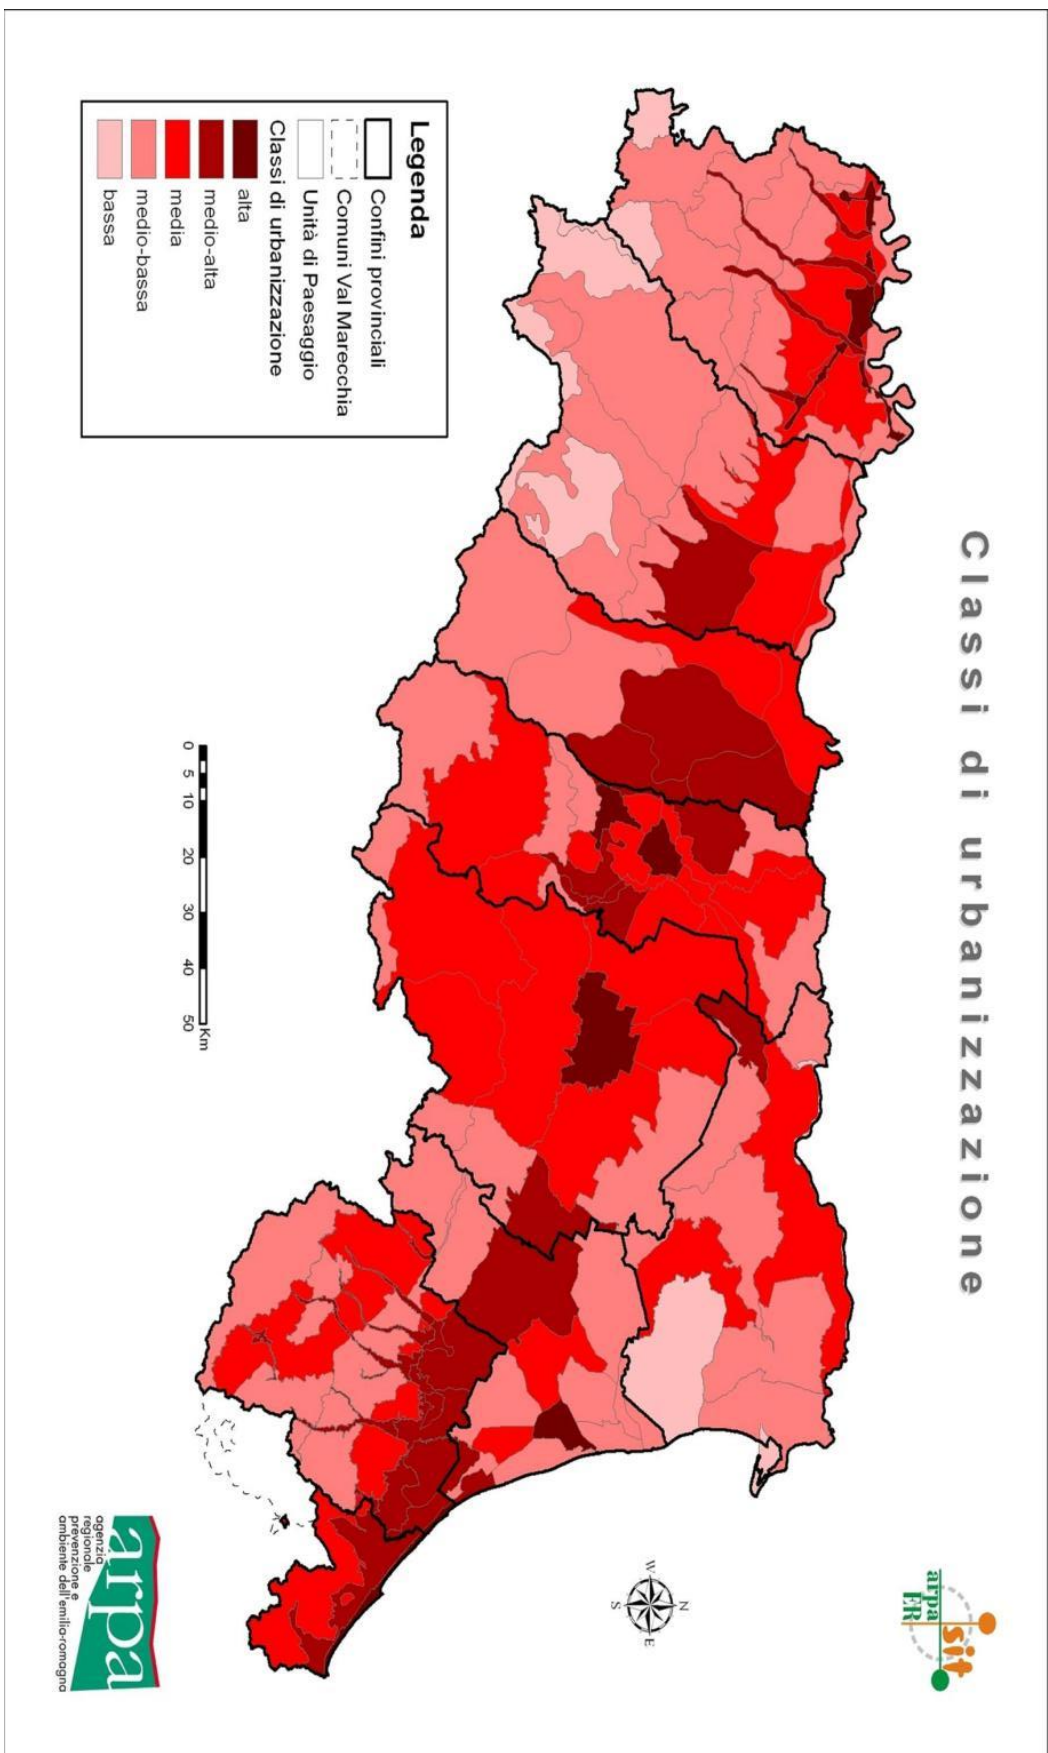 Classi di urbanizzazione
sit
arpa
ER
N
W
E
S
Legenda
Confini provinciali
Comuni Val Marecchia
Unità di Paesaggio
Classi di urbanizzazione
alta
medio-alta
media
medio-bassa
bassa
0 5 10 20 30 40 50
Km
arpa
agenzia
regionale
prevenzione e
ambiente dell'emilia-romagna